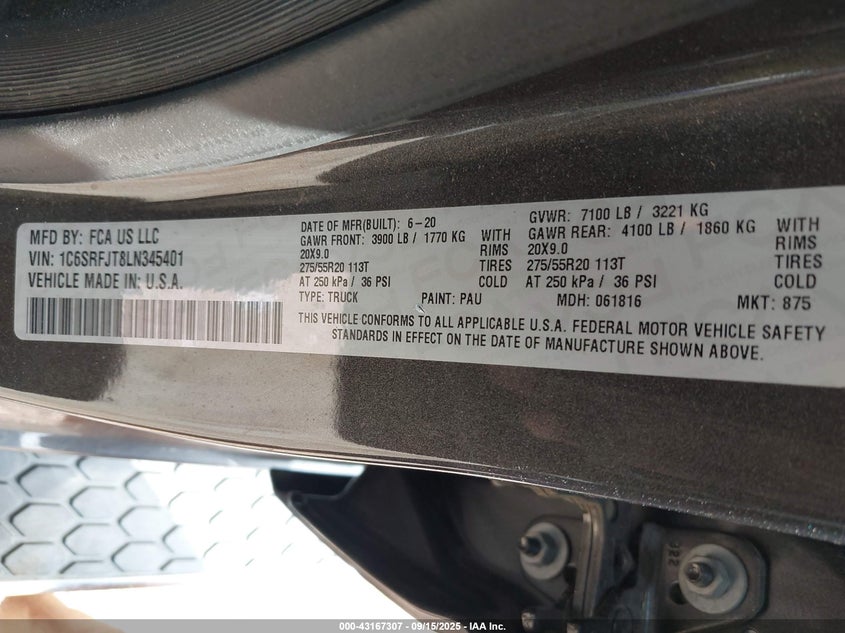 MFD BY: FCA US LLC
VIN: 1C6SRFJT8LN345401
VEHICLE MADE IN: U.S.A.
DATE OF MFR(BUILT): 6-20 GVWR: 7100 LB / 3221 KG
GAWR FRONT: 3900 LB / 1770 KG WITH GAWR REAR: 4100 LB / 1860 KG WITH
20X9.0 RIMS 20X9.0 RIMS
275/55R20 113T TIRES 275/55R20 113T TIRES
AT 250 kPa / 36 PSI COLD AT 250 kPa / 36 PSI COLD
TYPE: TRUCK PAINT: PAU MDH: 061816 MKT: 875
THIS VEHICLE CONFORMS TO ALL APPLICABLE U.S.A. FEDERAL MOTOR VEHICLE SAFETY
STANDARDS IN EFFECT ON THE DATE OF MANUFACTURE SHOWN ABOVE.
000-43167307 - 09/15/2025 - IAA Inc.